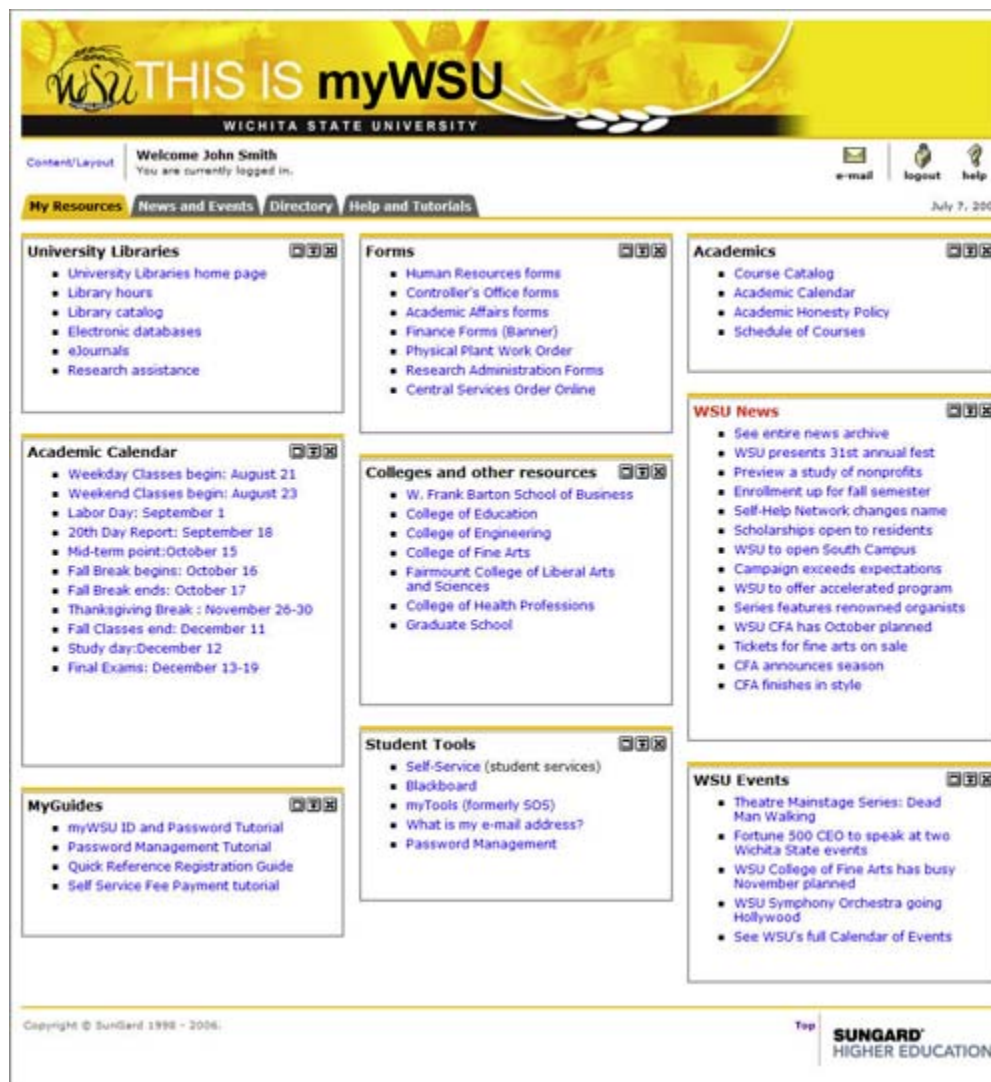 WSU THIS IS myWSU
WICHITA STATE UNIVERSITY
Content/Layout
Welcome John Smith
You are currently logged in.
e-mail
logout
help
My Resources
News and Events
Directory
Help and Tutorials
July 7, 200
University Libraries
University Libraries home page
Library hours
Library catalog
Electronic databases
eJournals
Research assistance
Academic Calendar
Weekday Classes begin: August 21
Weekend Classes begin: August 23
Labor Day: September 1
20th Day Report: September 18
Mid-term point:October 15
Fall Break begins: October 16
Fall Break ends: October 17
Thanksgiving Break : November 26-30
Fall Classes end: December 11
Study day:December 12
Final Exams: December 13-19
MyGuides
myWSU ID and Password Tutorial
Password Management Tutorial
Quick Reference Registration Guide
Self Service Fee Payment tutorial
Forms
Human Resources forms
Controller's Office forms
Academic Affairs forms
Finance Forms (Banner)
Physical Plant Work Order
Research Administration Forms
Central Services Order Online
Colleges and other resources
W. Frank Barton School of Business
College of Education
College of Engineering
College of Fine Arts
Fairmount College of Liberal Arts
and Sciences
College of Health Professions
Graduate School
Student Tools
Self-Service (student services)
Blackboard
myTools (formerly SOS)
What is my e-mail address?
Password Management
Academics
Course Catalog
Academic Calendar
Academic Honesty Policy
Schedule of Courses
WSU News
See entire news archive
WSU presents 31st annual fest
Preview a study of nonprofits
Enrollment up for fall semester
Self-Help Network changes name
Scholarships open to residents
WSU to open South Campus
Campaign exceeds expectations
WSU to offer accelerated program
Series features renowned organists
WSU CFA has October planned
Tickets for fine arts on sale
CFA announces season
CFA finishes in style
WSU Events
Theatre Mainstage Series: Dead
Man Walking
Fortune 500 CEO to speak at two
Wichita State events
WSU College of Fine Arts has busy
November planned
WSU Symphony Orchestra going
Hollywood
See WSU's full Calendar of Events
Copyright © SunGard 1998 - 2006.
Top
SUNGARD'
HIGHER EDUCATION